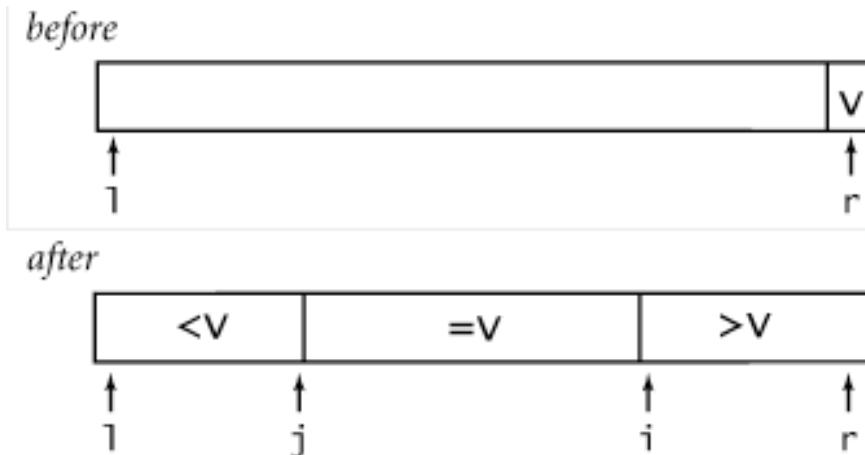 before
v
l r
after
<v =v >v
l j i r